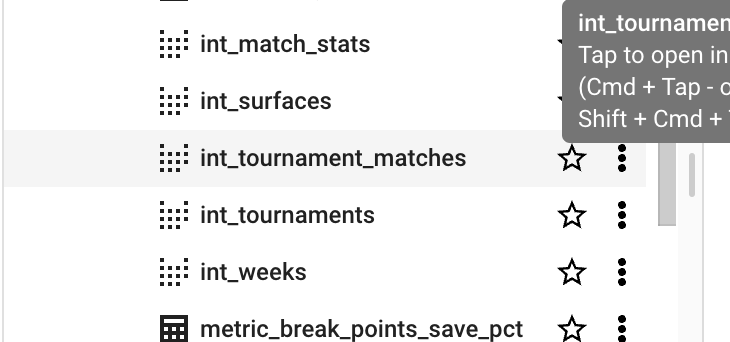 int_match_stats
int_surfaces
int_tournament_matches
int_tournaments
int_weeks
metric_break_points_save_pct
int_tournamen
Tap to open in
(Cmd + Tap - o
Shift + Cmd +